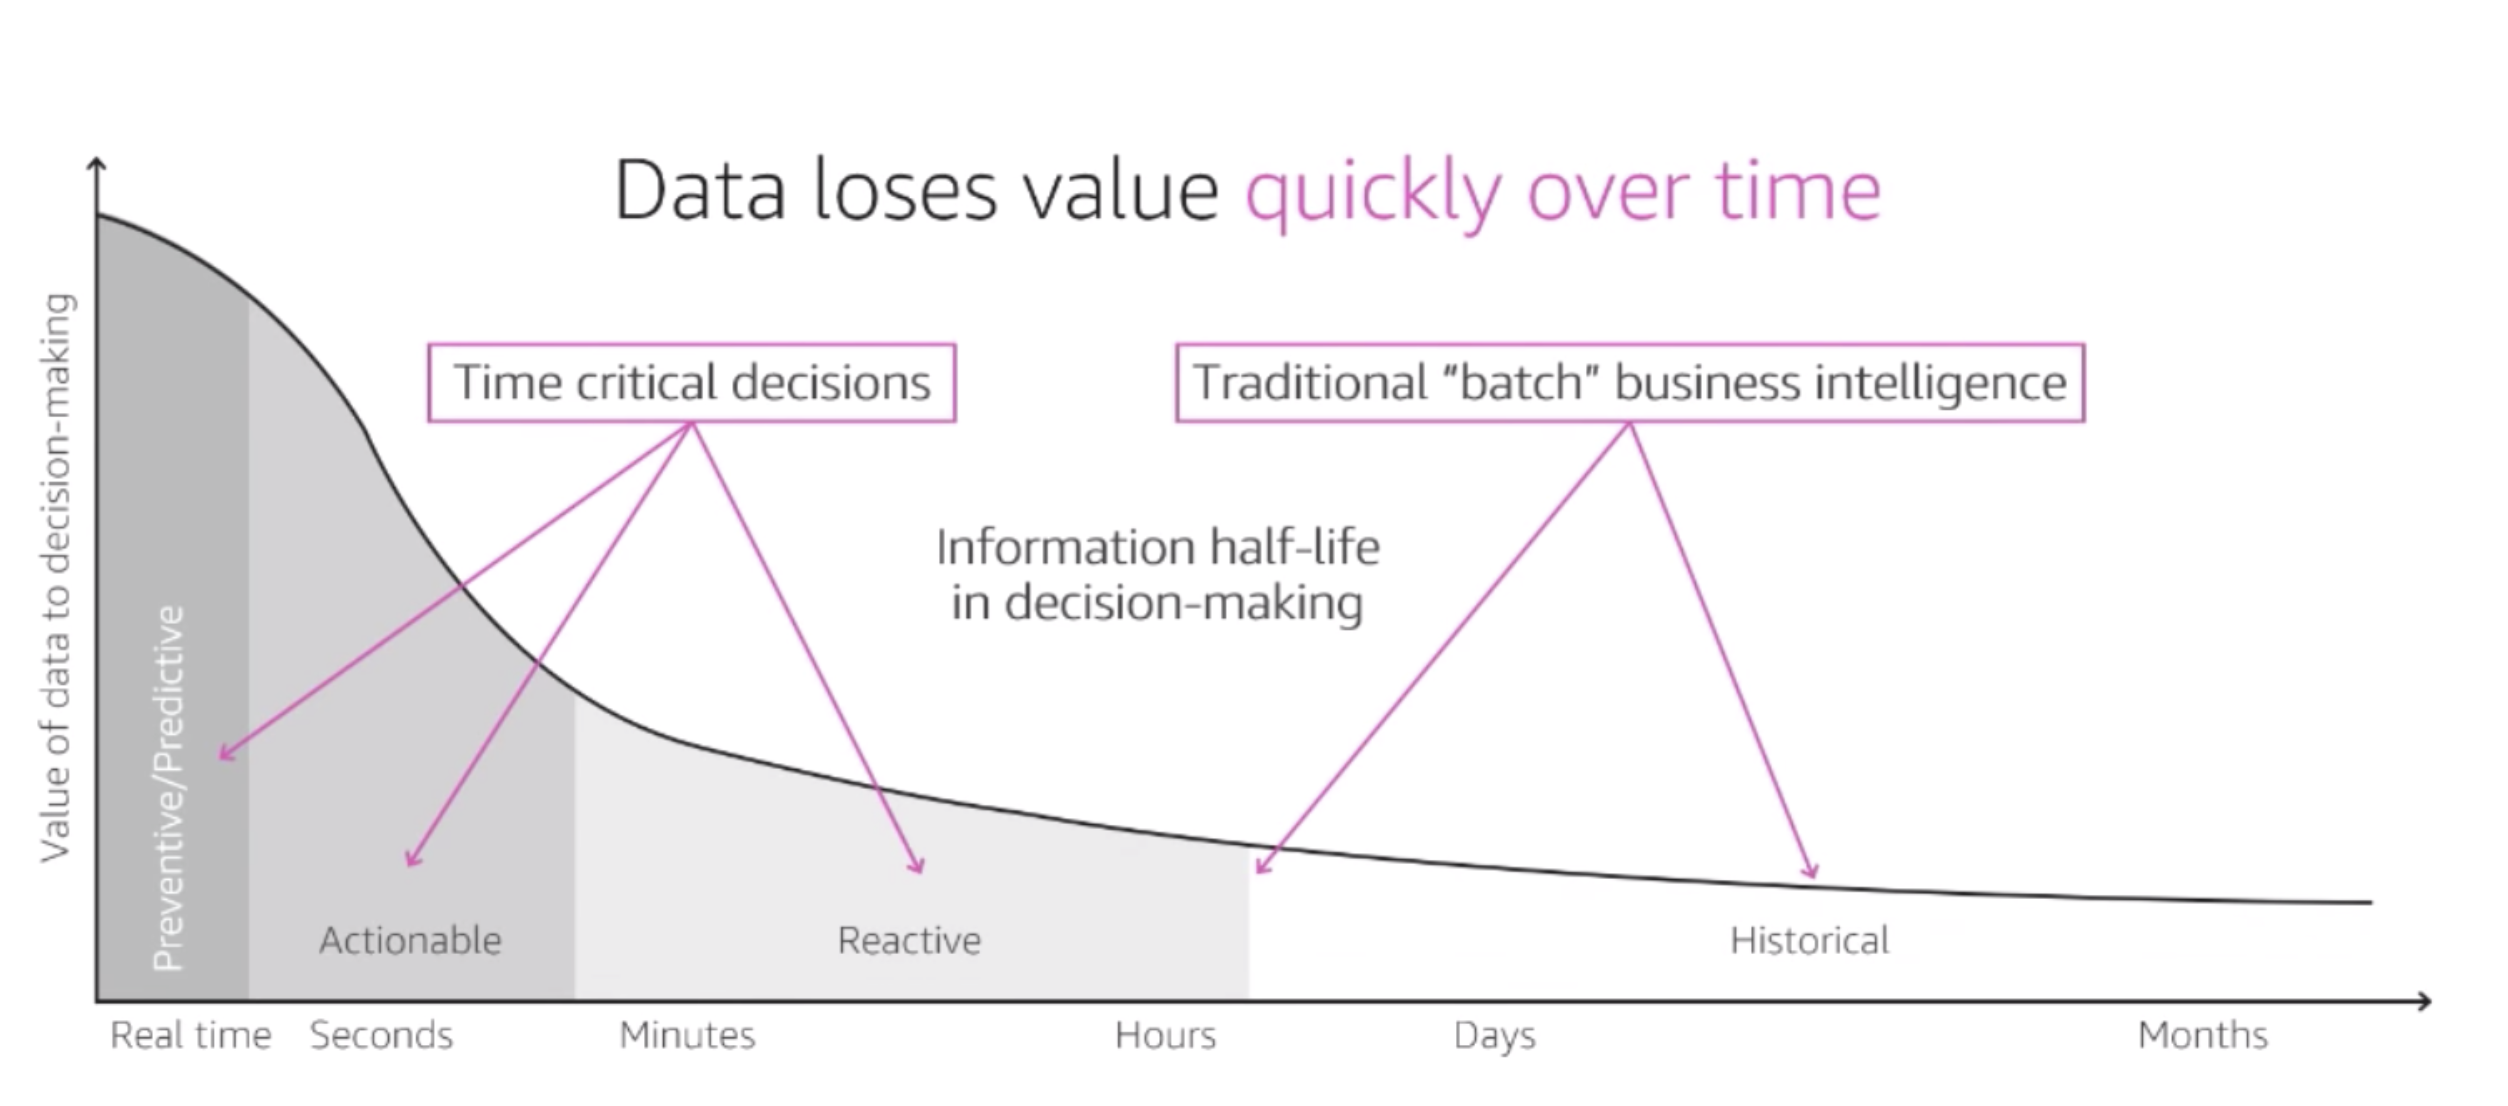 Data loses value quickly over time
Value of data to decision-making
Time critical decisions
Traditional "batch" business intelligence
Information half-life
in decision-making
Preventive/Predictive
Actionable
Reactive
Historical
Real time
Seconds
Minutes
Hours
Days
Months